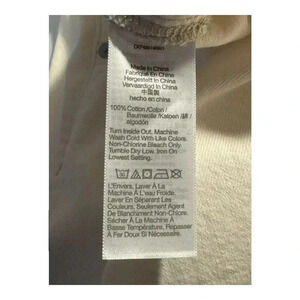 Made in China
Fabriqué En Chine
Hergestellt In China
Vervaardigd In China
中国製
hecho en china
100% Cotton /Coton /
Baumwolle /Katoen / 綿 /
algodón
Turn Inside Out, Machine
Wash Cold With Like Colors.
Non-Chlorine Bleach Only.
Tumble Dry Low. Iron On
Lowest Setting.
L'Envers, Laver À La
Machine À L'eau Froide.
Laver En Séparant Les
Couleurs, Seulement Agent
De Blanchiment Non-Chlore.
Sécher À La Machine À
Basse Température, Repasser
À Fer Doux Si Nécessaire.